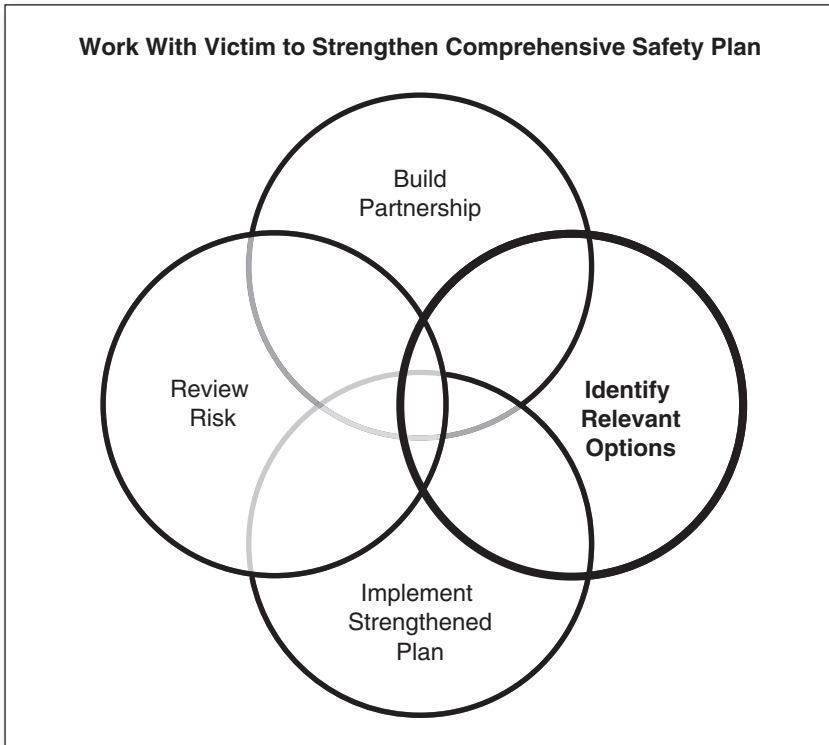 Work With Victim to Strengthen Comprehensive Safety Plan
Build
Partnership
Review
Risk
Identify
Relevant
Options
Implement
Strengthened
Plan